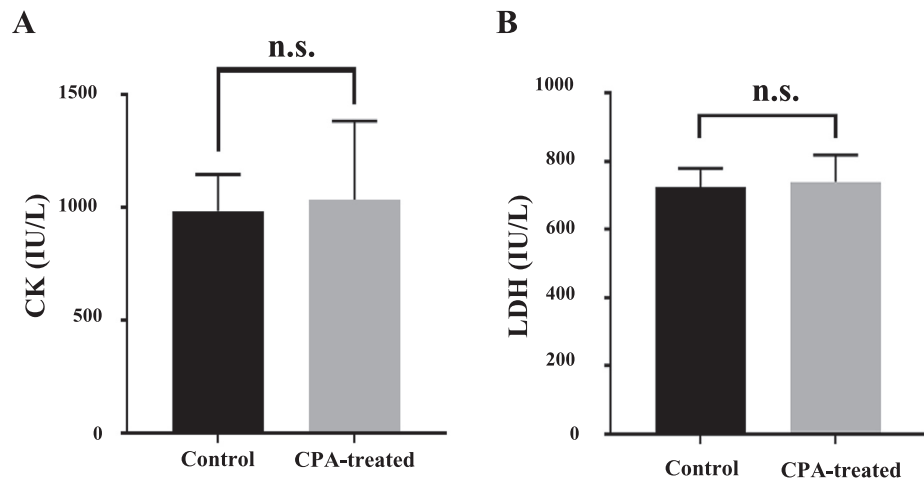 A
n.s.
CK (IU/L)
1500
1000
500
0
Control
CPA-treated
B
n.s.
LDH (IU/L)
1000
800
600
400
200
0
Control
CPA-treated